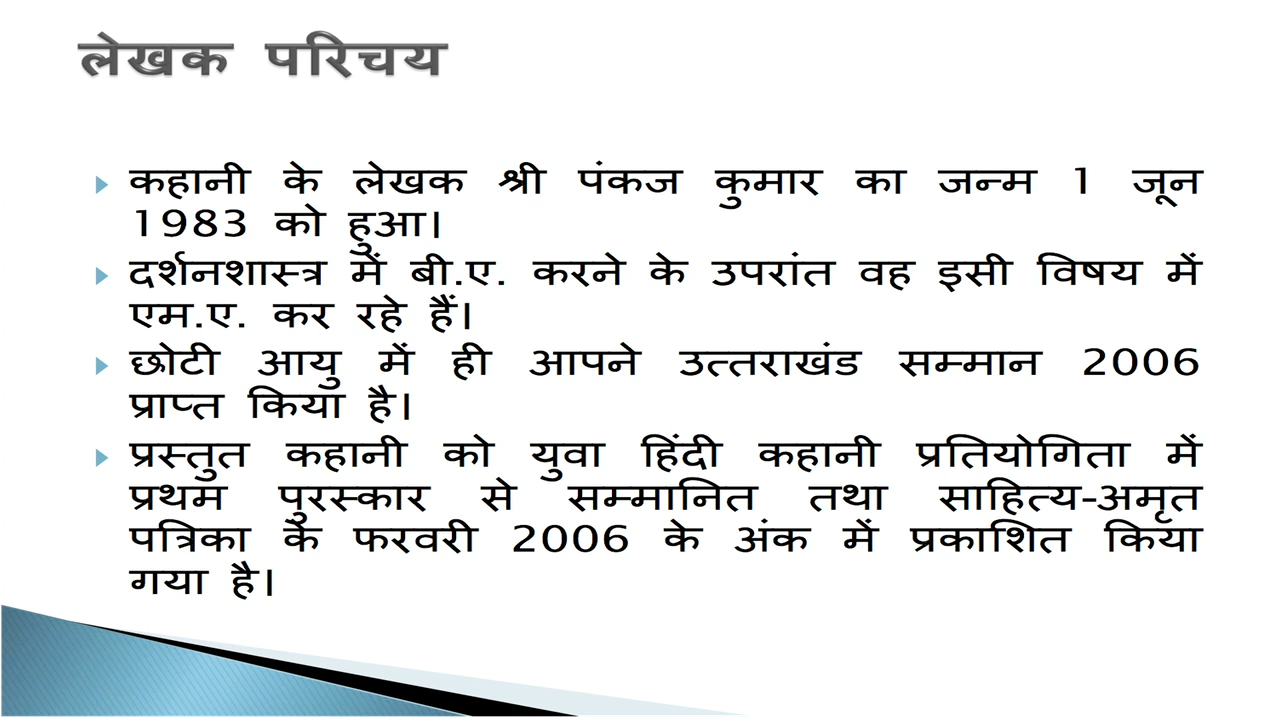 लेखक परिचय
कहानी के लेखक श्री पंकज कुमार का जन्म 1 जून
1983 को हुआ।
दर्शनशास्त्र में बी.ए. करने के उपरांत वह इसी विषय में
एम.ए. कर रहे हैं।
छोटी आयु में ही आपने उत्तराखंड सम्मान 2006
प्राप्त किया है।
प्रस्तुत कहानी को युवा हिंदी कहानी प्रतियोगिता में
प्रथम पुरस्कार से सम्मानित तथा साहित्य-अमृत
पत्रिका के फरवरी 2006 के अंक में प्रकाशित किया
गया है।